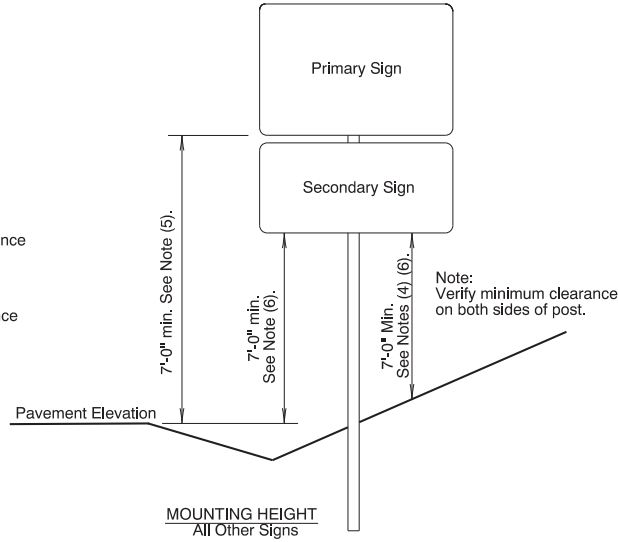 Primary Sign
Secondary Sign
nce
ce
7'-0" min. See Note (5).
7'-0" min.
See Note (6).
7'-0" Min.
See Notes (4) (6).
Note:
Verify minimum clearance
on both sides of post.
Pavement Elevation
MOUNTING HEIGHT
All Other Signs